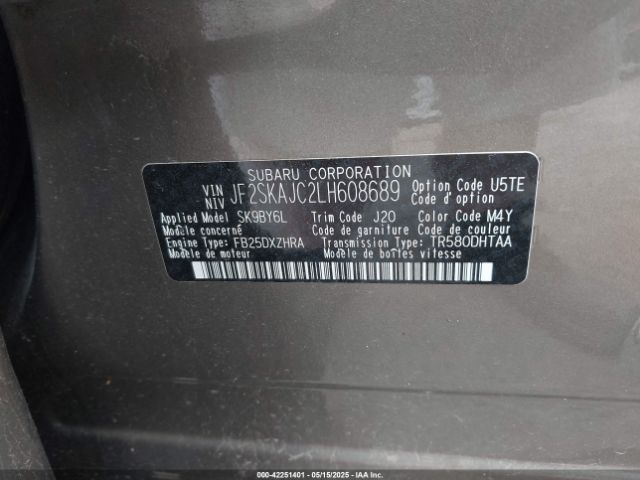 SUBARU CORPORATION
VIN NIV JF2SKAJC2LH608689 Option Code U5TE
Code d'option
Applied Model SK9BY6L Trim Code J20 Color Code M4Y
Modèle concerné Code de garniture Code de couleur
Engine Type: FB25DXZHRA Transmission Type: TR580DHTAA
Modèle de moteur Modèle de boîtes vitesse
000-42251401 - 05/15/2025 - IAAI.COM